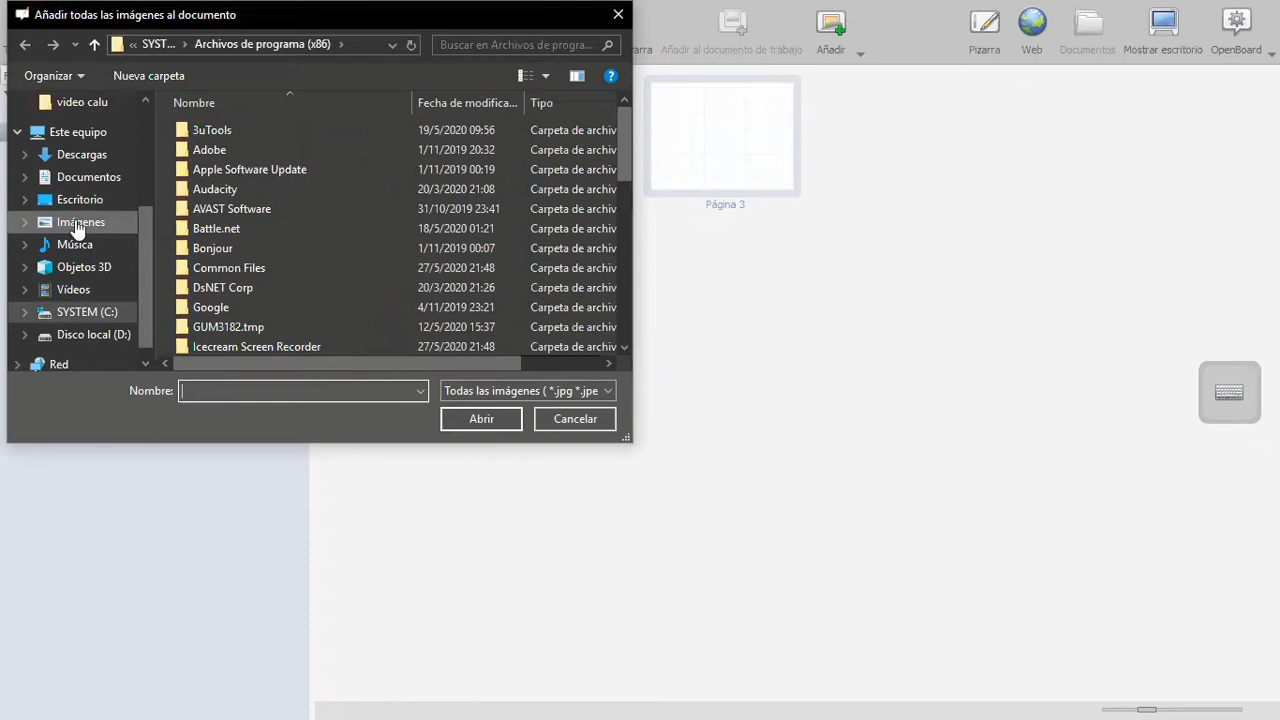 Añadir todas las imágenes al documento
SYST... Archivos de programa (x86) Buscar en Archivos de progra...
Organizar Nueva carpeta
Nombre Fecha de modifica... Tipo
video calu
Este equipo
Descargas
Documentos
Escritorio
Imágenes
Música
Objetos 3D
Vídeos
SYSTEM (C:)
Disco local (D:)
Red
3uTools 19/5/2020 09:56 Carpeta de archiv
Adobe 1/11/2019 20:32 Carpeta de archiv
Apple Software Update 1/11/2019 00:19 Carpeta de archiv
Audacity 20/3/2020 21:08 Carpeta de archiv
AVAST Software 31/10/2019 23:41 Carpeta de archiv
Battle.net 18/5/2020 01:21 Carpeta de archiv
Bonjour 1/11/2019 00:07 Carpeta de archiv
Common Files 27/5/2020 21:48 Carpeta de archiv
DsNET Corp 20/3/2020 21:26 Carpeta de archiv
Google 4/11/2019 23:21 Carpeta de archiv
GUM3182.tmp 12/5/2020 15:37 Carpeta de archiv
Icecream Screen Recorder 27/5/2020 21:48 Carpeta de archiv
Nombre: Todas las imágenes ( *.jpg *.jpe
Abrir Cancelar
Añadir al documento de trabajo Añadir Pizarra Web Documentos Mostrar escritorio OpenBoard
Página 3